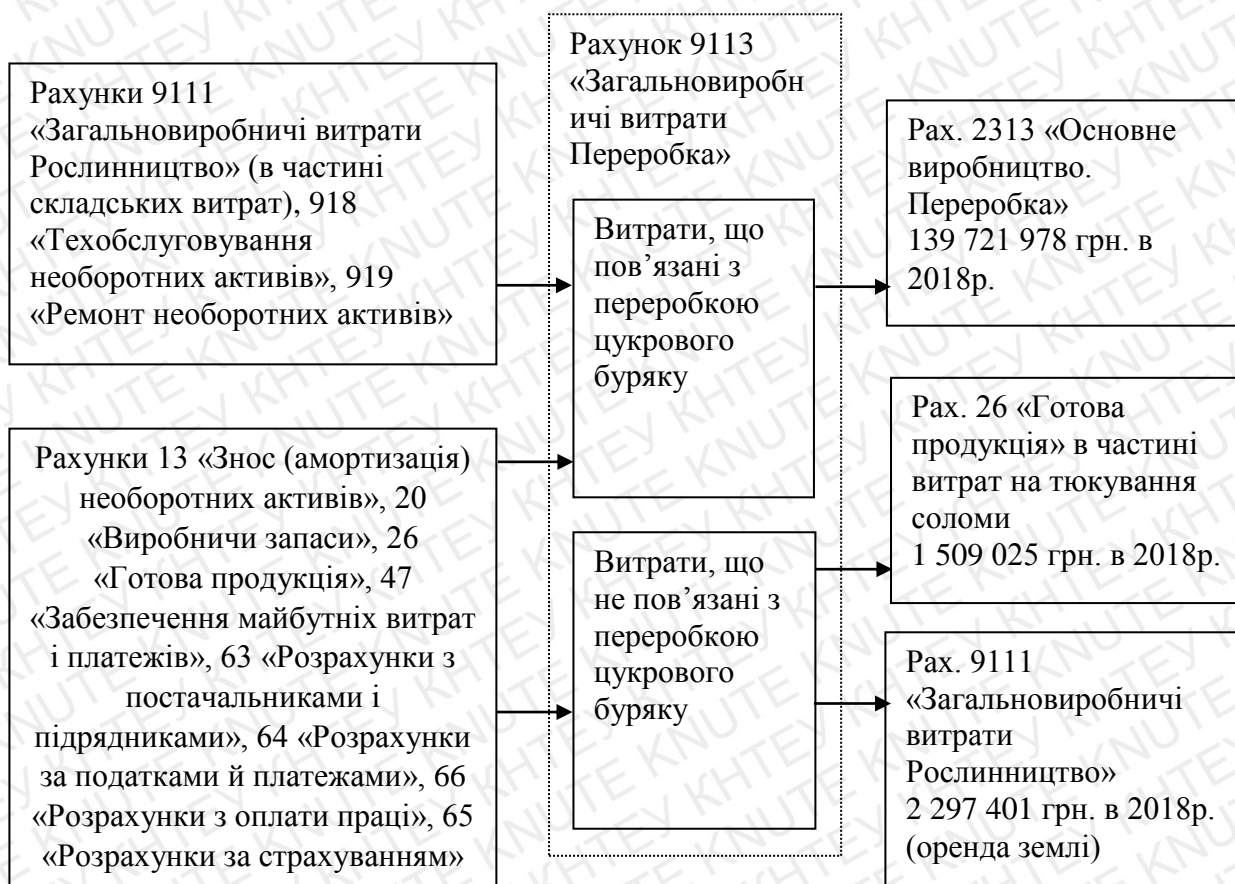 Рахунки 9111
«Загальновиробничі витрати
Рослинництво» (в частині
складських витрат), 918
«Техобслуговування
необоротних активів», 919
«Ремонт необоротних активів»
Рахунки 13 «Знос (амортизація)
необоротних активів», 20
«Виробничи запаси», 26
«Готова продукція», 47
«Забезпечення майбутніх витрат
і платежів», 63 «Розрахунки з
постачальниками і
підрядниками», 64 «Розрахунки
за податками й платежами», 66
«Розрахунки з оплати праці», 65
«Розрахунки за страхуванням»
Рахунок 9113
«Загальновиробн
ичі витрати
Переробка»
Витрати, що
пов’язані з
переробкою
цукрового
буряку
Витрати, що
не пов’язані з
переробкою
цукрового
буряку
Рах. 2313 «Основне
виробництво.
Переробка»
139 721 978 грн. в
2018р.
Рах. 26 «Готова
продукція» в частині
витрат на тюкування
соломи
1 509 025 грн. в 2018р.
Рах. 9111
«Загальновиробничі
витрати
Рослинництво»
2 297 401 грн. в 2018р.
(оренда землі)